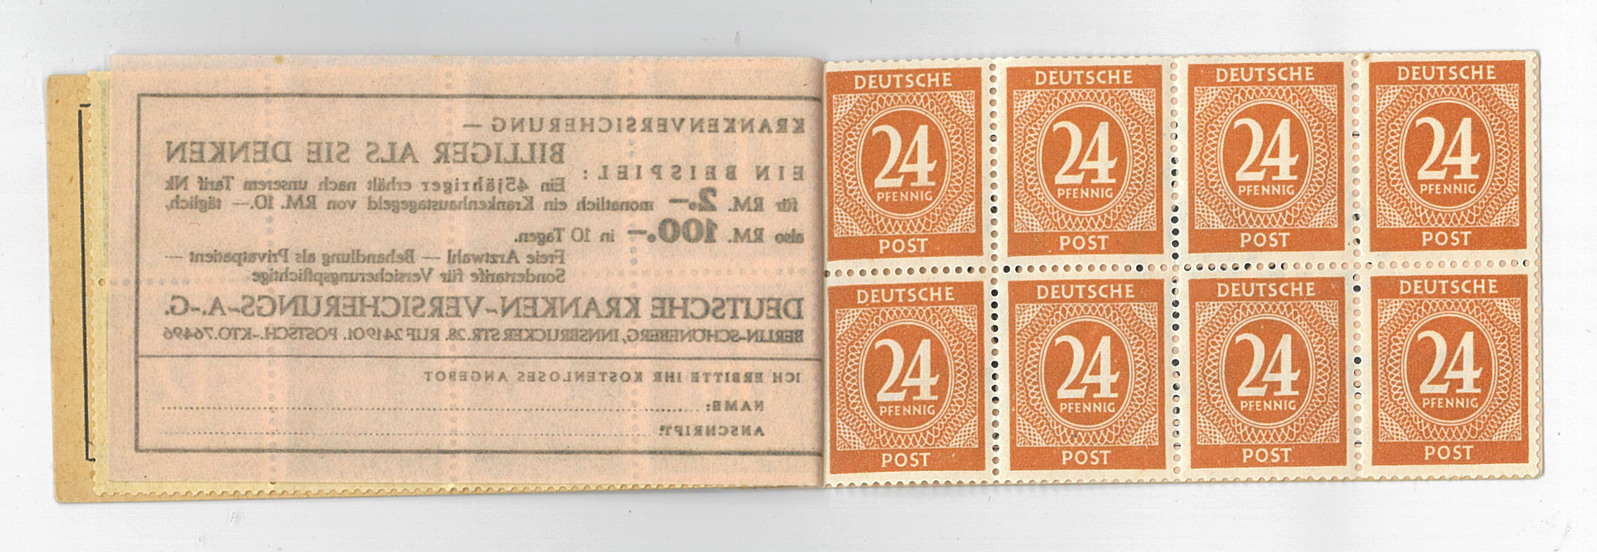 KRANKENVERSICHERUNG —
BILLIGER ALS SIE DENKEN
EIN BEISPIEL:
Ein 45jähriger erhält nach unserem Tarif Nk
für RM. 2.— monatlich ein Krankenhaustagegeld von RM. 10.— täglich,
also RM. 100.— in 10 Tagen.
Freie Arztwahl — Behandlung als Privatpatient —
Sondertarife für Versicherungspflichtige
DEUTSCHE KRANKEN-VERSICHERUNGS-A.-G.
BERLIN-SCHÖNEBERG, INNSBRUCKER STR. 28. RUF 241901. POSTSCH.-KTO. 76496
ICH ERBITTE IHR KOSTENLOSES ANGEBOT
NAME:
ANSCHRIFT:
DEUTSCHE
24
PFENNIG
POST
DEUTSCHE
24
PFENNIG
POST
DEUTSCHE
24
PFENNIG
POST
DEUTSCHE
24
PFENNIG
POST
DEUTSCHE
24
PFENNIG
POST
DEUTSCHE
24
PFENNIG
POST
DEUTSCHE
24
PFENNIG
POST
DEUTSCHE
24
PFENNIG
POST